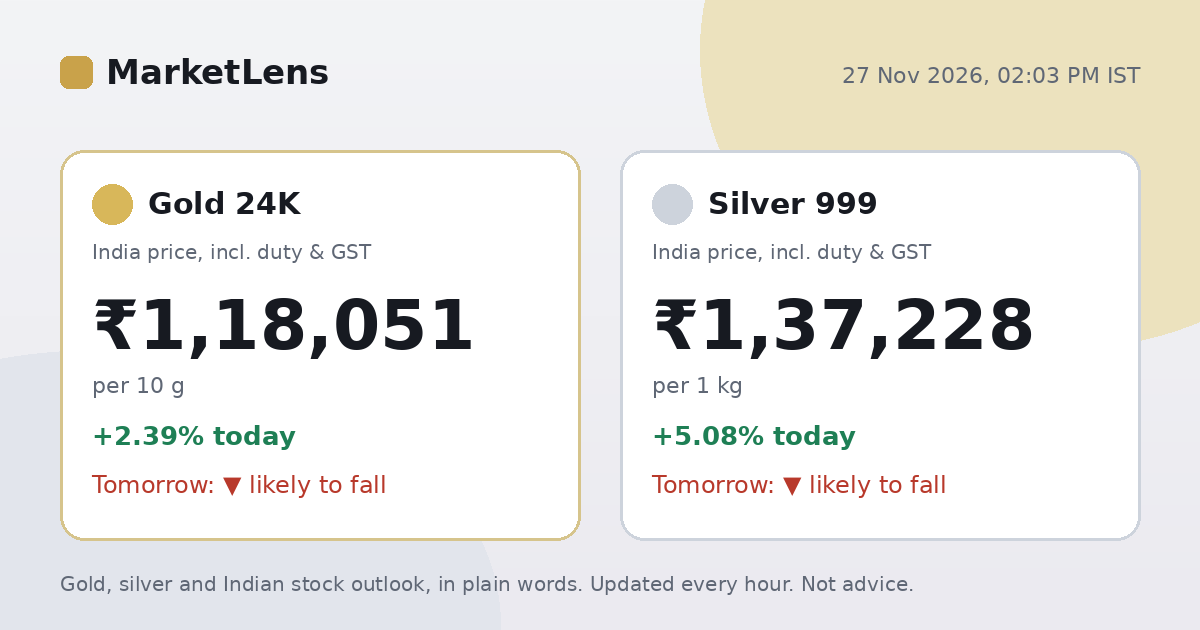 MarketLens
27 Nov 2026, 02:03 PM IST
Gold 24K
India price, incl. duty & GST
₹1,18,051
per 10 g
+2.39% today
Tomorrow: ▼ likely to fall
Silver 999
India price, incl. duty & GST
₹1,37,228
per 1 kg
+5.08% today
Tomorrow: ▼ likely to fall
Gold, silver and Indian stock outlook, in plain words. Updated every hour. Not advice.